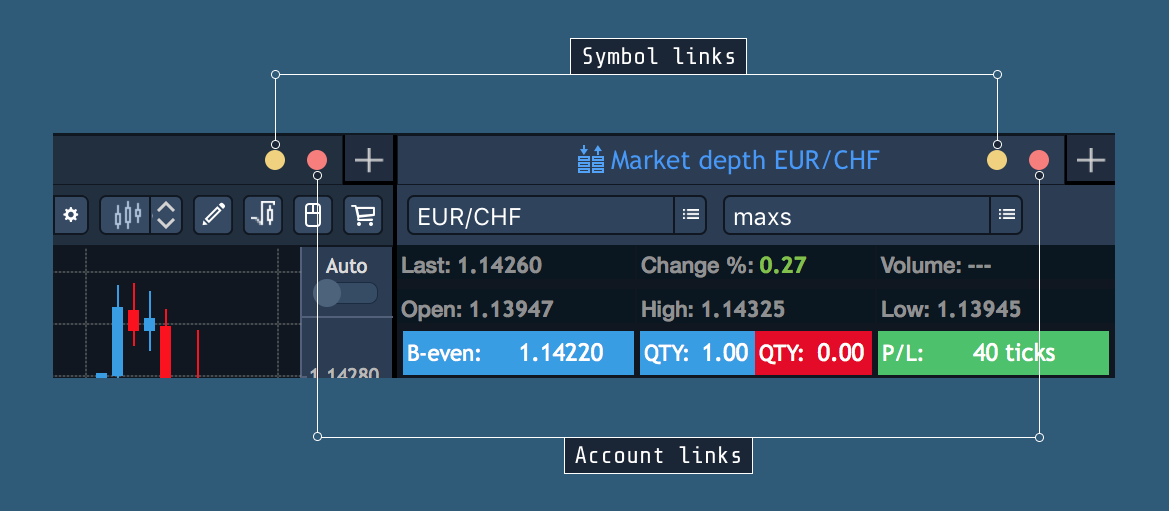 Symbol links
Market depth EUR/CHF
EUR/CHF
maxs
Auto
Last: 1.14260
Change %: 0.27
Volume: ---
Open: 1.13947
High: 1.14325
Low: 1.13945
B-even: 1.14220
QTY: 1.00
QTY: 0.00
P/L: 40 ticks
1.14280
Account links